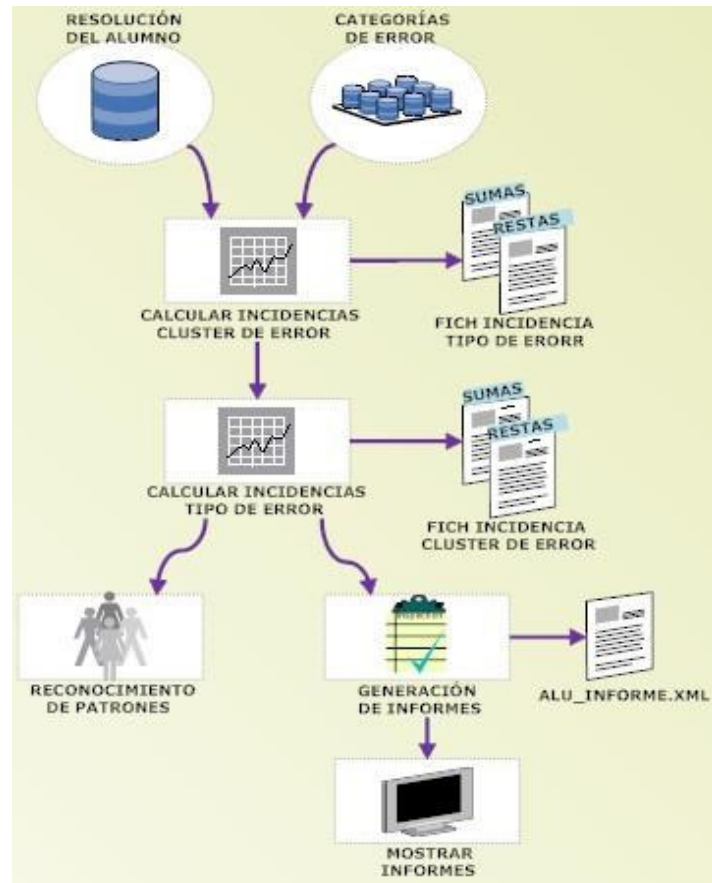 RESOLUCIÓN
DEL ALUMNO
CATEGORÍAS
DE ERROR
SUMAS
RESTAS
CALCULAR INCIDENCIAS
CLUSTER DE ERROR
FICH INCIDENCIA
TIPO DE ERORR
SUMAS
RESTAS
CALCULAR INCIDENCIAS
TIPO DE ERROR
FICH INCIDENCIA
CLUSTER DE ERROR
RECONOCIMIENTO
DE PATRONES
GENERACIÓN
DE INFORMES
ALU_INFORME.XML
MOSTRAR
INFORMES